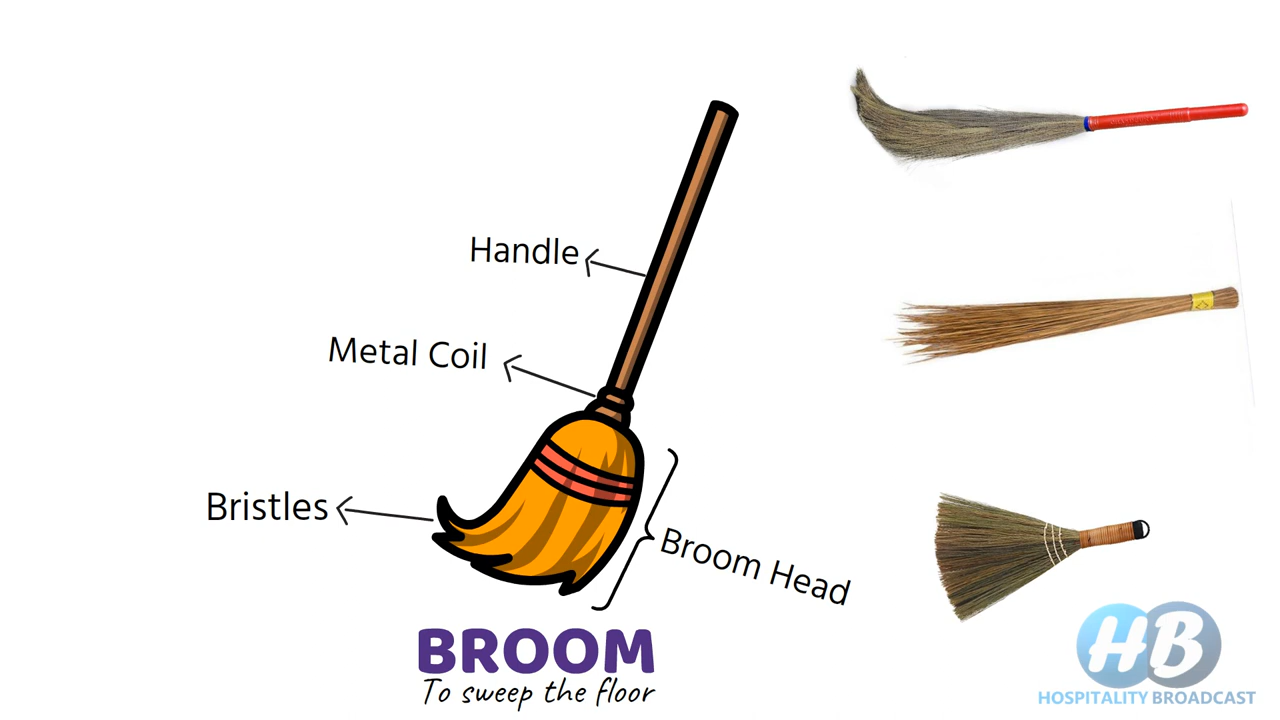 Handle
Metal Coil
Bristles
Broom Head
BROOM
To sweep the floor
HB
HOSPITALITY BROADCAST